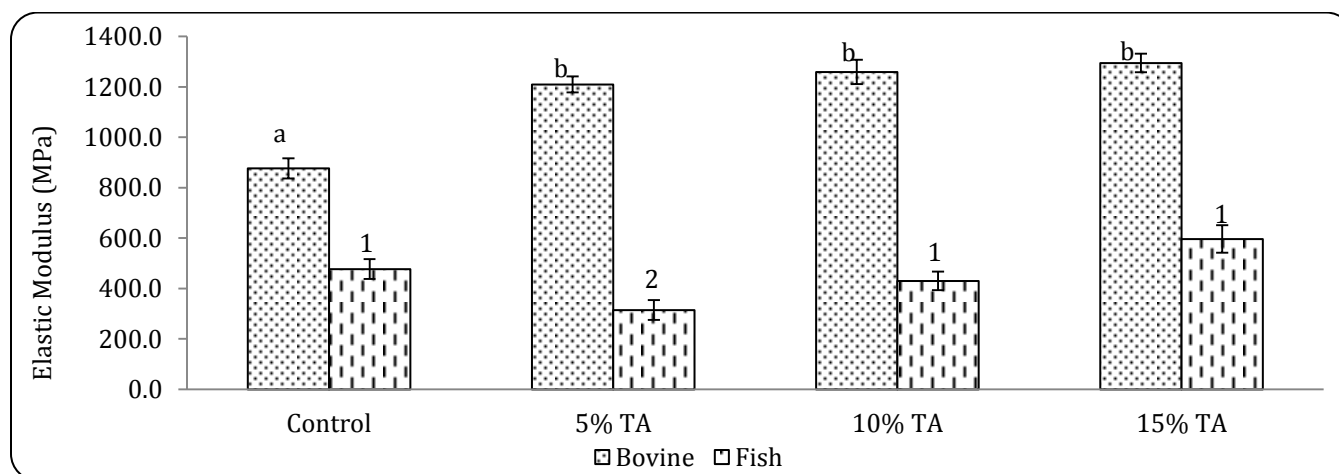 Elastic Modulus (MPa)
1400.0
1200.0
1000.0
800.0
600.0
400.0
200.0
0.0
a
1
b
2
b
1
b
1
Control
5% TA
10% TA
15% TA
Bovine
Fish